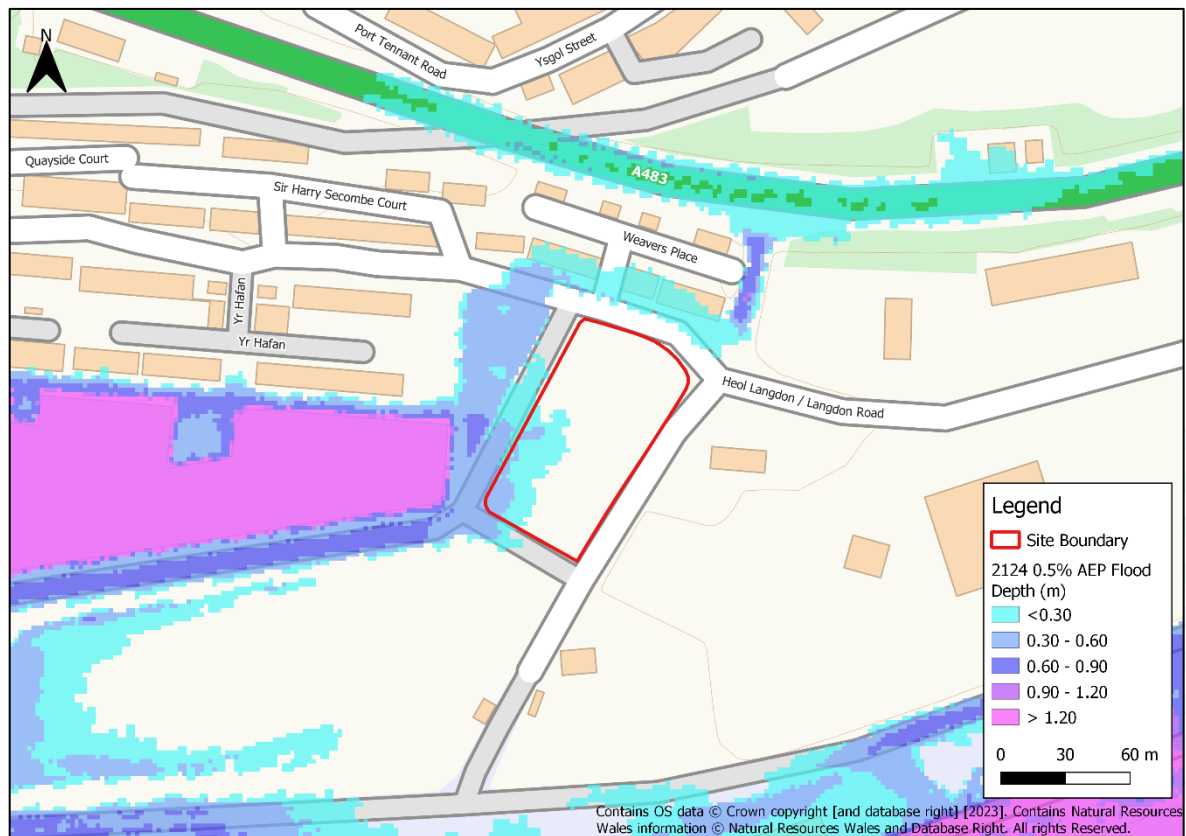 N
Port Tennant Road
Ysgol Street
A483
Quayside Court
Sir Harry Secombe Court
Weavers Place
Yr Hafan
Yr Hafan
Heol Langdon / Langdon Road
Legend
Site Boundary
2124 0.5% AEP Flood
Depth (m)
<0.30
0.30 - 0.60
0.60 - 0.90
0.90 - 1.20
> 1.20
0 30 60 m
Contains OS data © Crown copyright [and database right] [2023]. Contains Natural Resources
Wales information © Natural Resources Wales and Database Right. All rights Reserved.